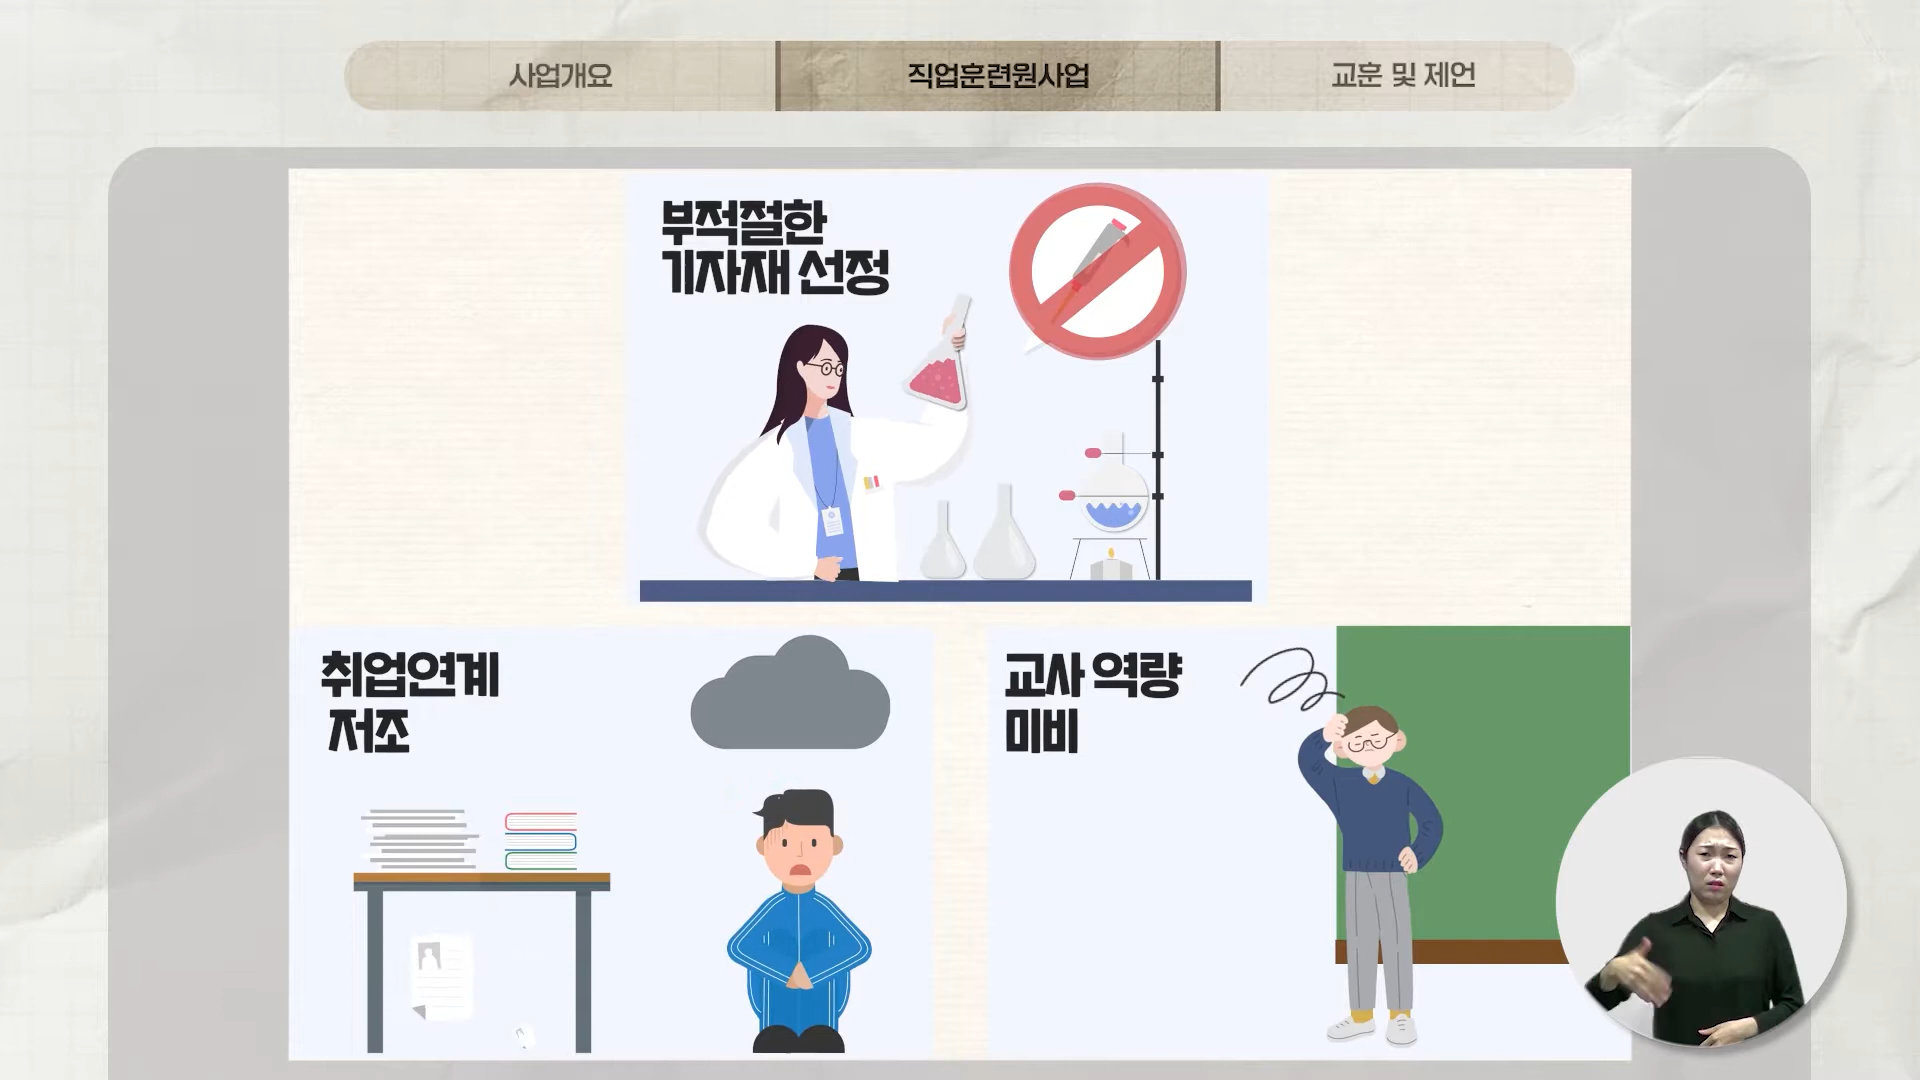 사업개요
직업훈련원사업
교훈 및 제언
부적절한
기자재 선정
취업연계
저조
교사 역량
미비